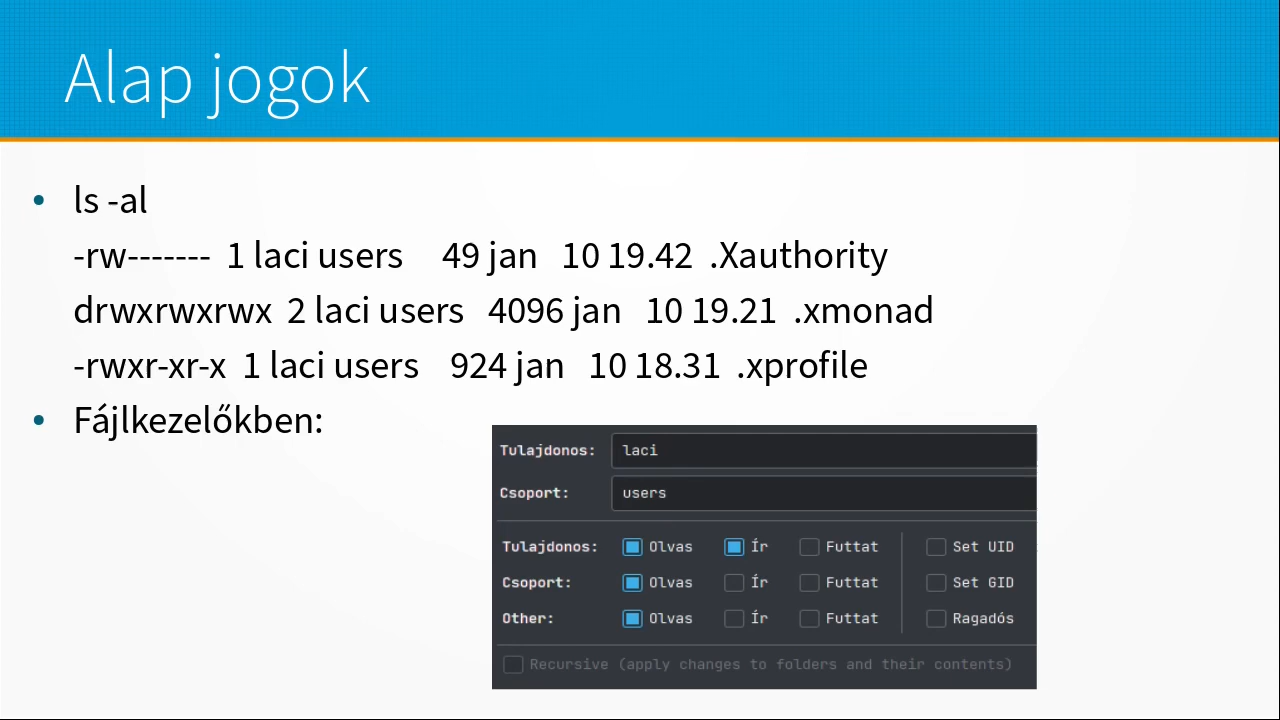 Alap jogok
• ls -al
-rw------- 1 laci users 49 jan 10 19.42 .Xauthority
drwxrwxrwx 2 laci users 4096 jan 10 19.21 .xmonad
-rwxr-xr-x 1 laci users 924 jan 10 18.31 .xprofile
• Fájlkezelőkben:
Tulajdonos: laci
Csoport: users
Tulajdonos: Olvas Ír Futtat Set UID
Csoport: Olvas Ír Futtat Set GID
Other: Olvas Ír Futtat Ragadós
Recursive (apply changes to folders and their contents)